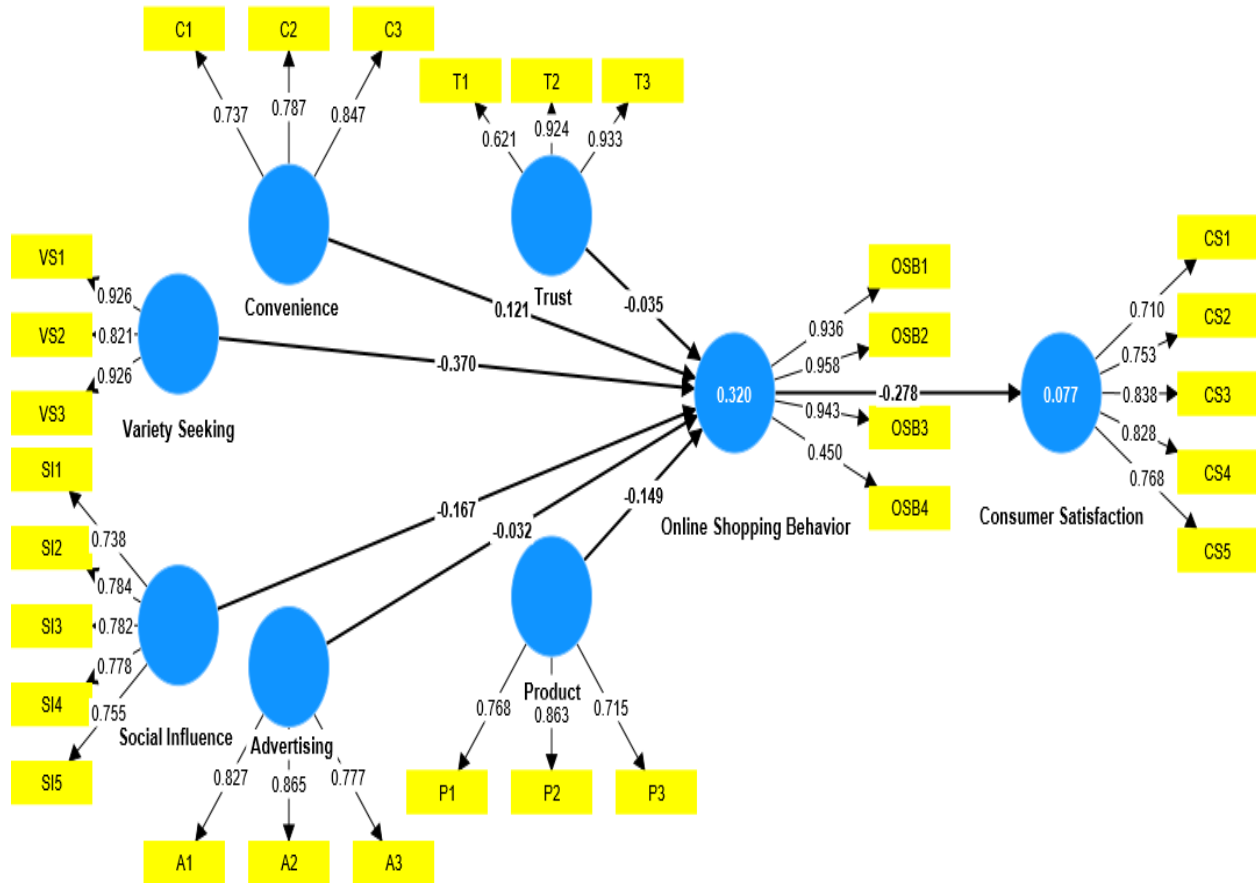 C1 C2 C3
T1 T2 T3
0.737 0.787 0.847
0.621 0.924 0.933
Convenience
Trust
VS1
VS2
VS3
0.926
0.821
0.926
Variety Seeking
0.121
-0.035
-0.370
OSB1
OSB2
OSB3
OSB4
0.936
0.958
0.943
0.450
0.320
Online Shopping Behavior
-0.278
0.077
Consumer Satisfaction
CS1
CS2
CS3
CS4
CS5
0.710
0.753
0.838
0.828
0.768
SI1
SI2
SI3
SI4
SI5
0.738
0.784
0.782
0.778
0.755
Social Influence
-0.167
-0.032
-0.149
Advertising
0.827 0.865 0.777
A1 A2 A3
Product
0.768 0.863 0.715
P1 P2 P3